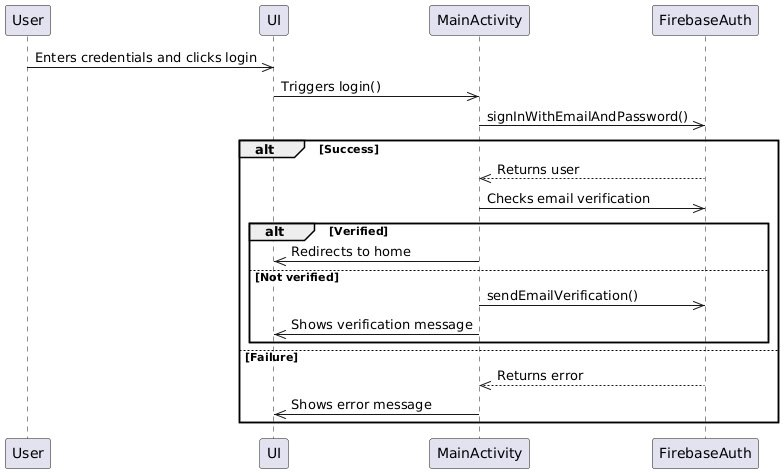 User UI MainActivity FirebaseAuth
Enters credentials and clicks login
Triggers login()
signInWithEmailAndPassword()
alt [Success]
Returns user
Checks email verification
alt [Verified]
Redirects to home
[Not verified]
sendEmailVerification()
Shows verification message
[Failure]
Returns error
Shows error message
User UI MainActivity FirebaseAuth